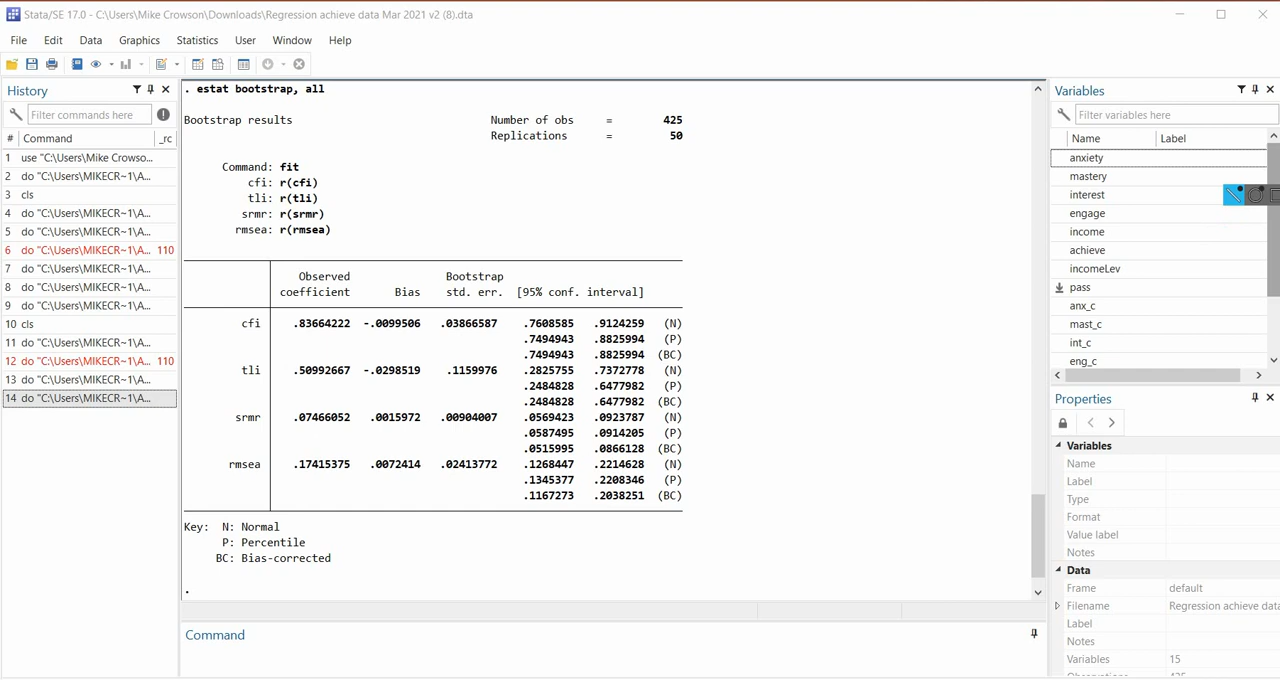 Stata/SE 17.0 - C:\Users\Mike Crowson\Downloads\Regression achieve data Mar 2021 v2 (8).dta
File Edit Data Graphics Statistics User Window Help
History
Filter commands here
# Command _rc
1 use "C:\Users\Mike Crowso...
2 do "C:\Users\MIKECR~1\A...
3 cls
4 do "C:\Users\MIKECR~1\A...
5 do "C:\Users\MIKECR~1\A...
6 do "C:\Users\MIKECR~1\A... 110
7 do "C:\Users\MIKECR~1\A...
8 do "C:\Users\MIKECR~1\A...
9 do "C:\Users\MIKECR~1\A...
10 cls
11 do "C:\Users\MIKECR~1\A...
12 do "C:\Users\MIKECR~1\A... 110
13 do "C:\Users\MIKECR~1\A...
14 do "C:\Users\MIKECR~1\A...
. estat bootstrap, all
Bootstrap results Number of obs = 425
Replications = 50
Command: fit
cfi: r(cfi)
tli: r(tli)
srmr: r(srmr)
rmsea: r(rmsea)
Observed Bootstrap
coefficient Bias std. err. [95% conf. interval]
cfi .83664222 -.0099506 .03866587 .7608585 .9124259 (N)
.7494943 .8825994 (P)
.7494943 .8825994 (BC)
tli .50992667 -.0298519 .1159976 .2825755 .7372778 (N)
.2484828 .6477982 (P)
.2484828 .6477982 (BC)
srmr .07466052 .0015972 .00904007 .0569423 .0923787 (N)
.0587495 .0914205 (P)
.0515995 .0866128 (BC)
rmsea .17415375 .0072414 .02413772 .1268447 .2214628 (N)
.1345377 .2208346 (P)
.1167273 .2038251 (BC)
Key: N: Normal
P: Percentile
BC: Bias-corrected
.
Command
Variables
Filter variables here
Name Label
anxiety
mastery
interest
engage
income
achieve
incomeLev
pass
anx_c
mast_c
int_c
eng_c
Properties
Variables
Name
Label
Type
Format
Value label
Notes
Data
Frame default
Filename Regression achieve data
Label
Notes
Variables 15